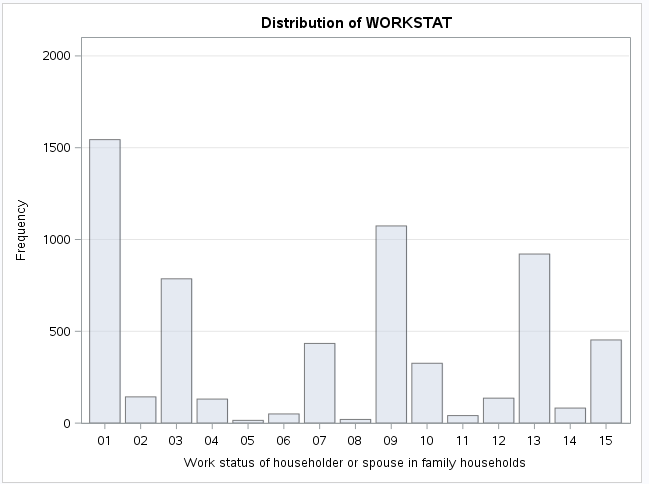 Distribution of WORKSTAT
2000
1500
1000
500
0
Frequency
01 02 03 04 05 06 07 08 09 10 11 12 13 14 15
Work status of householder or spouse in family households